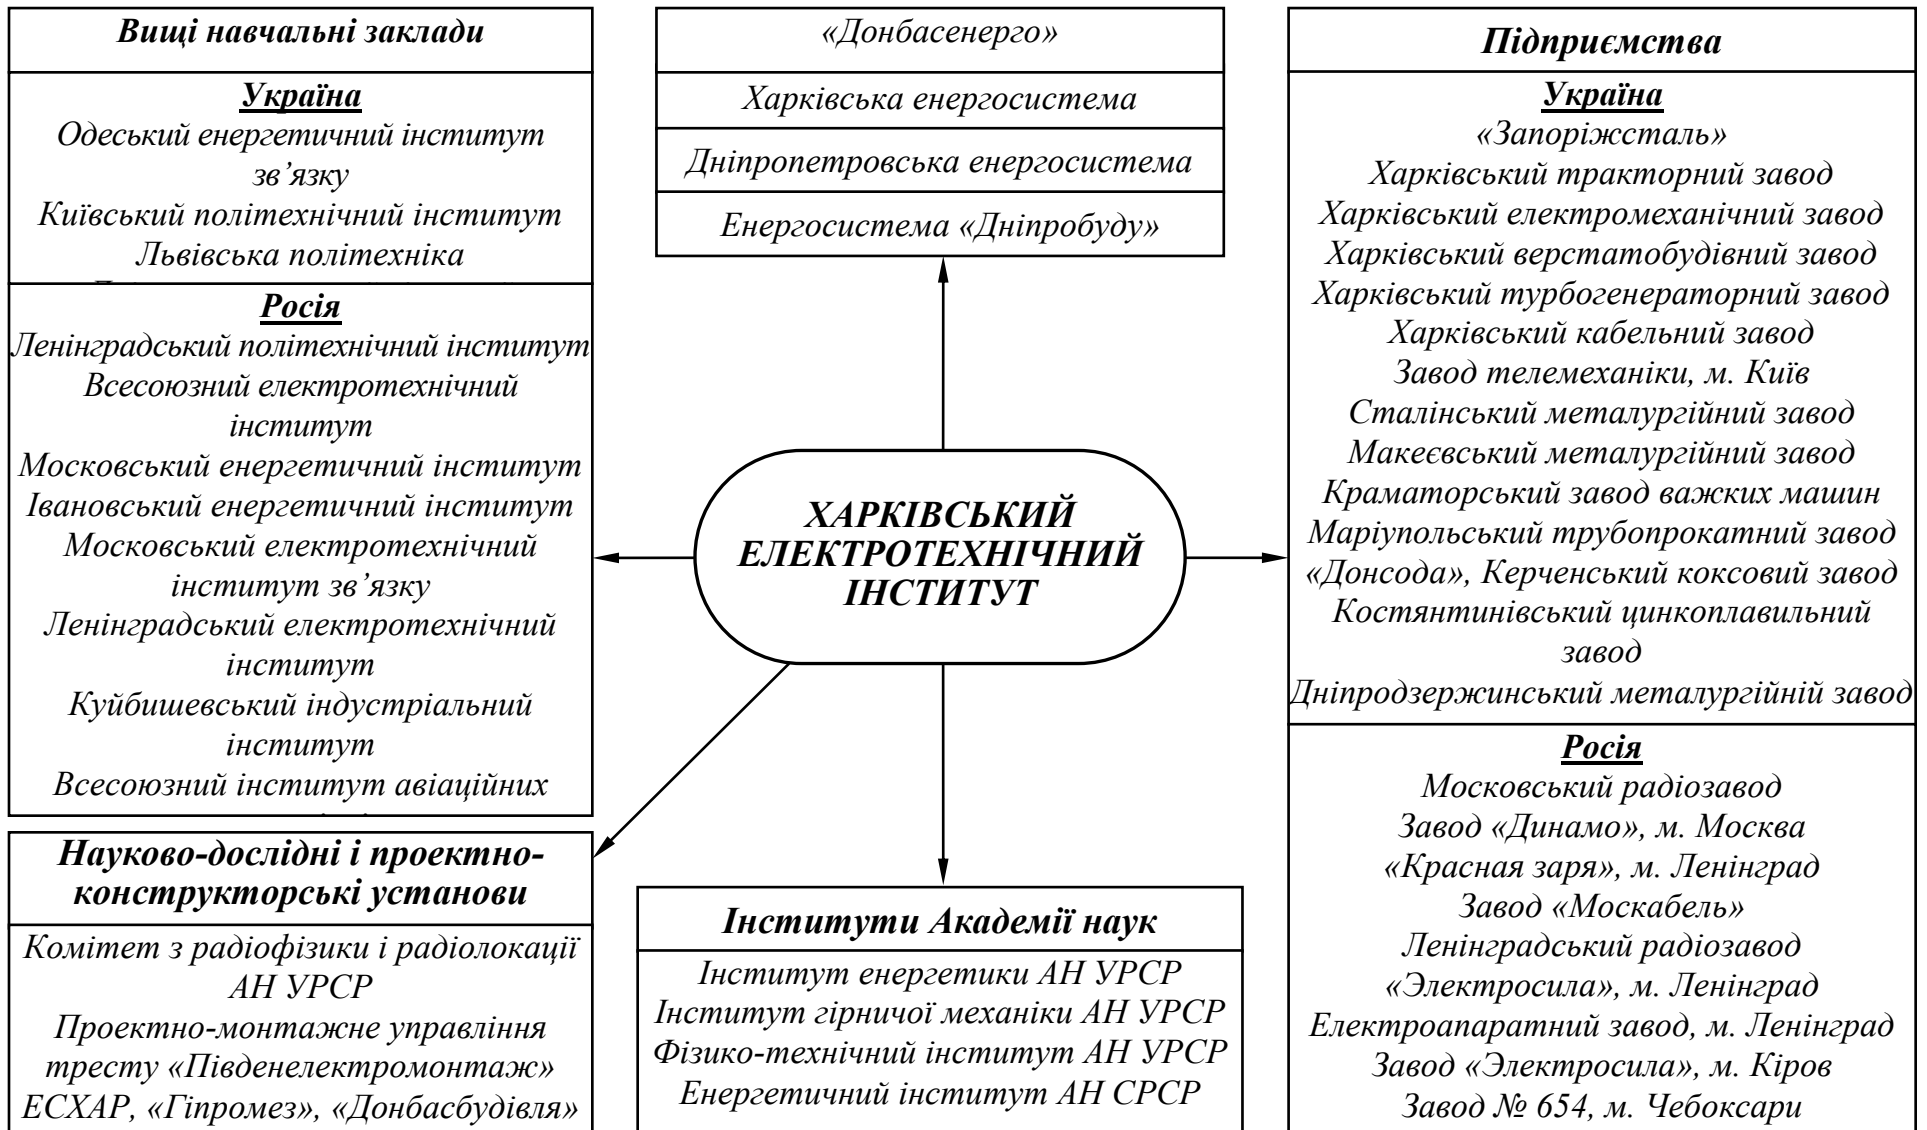 Вищі навчальні заклади
Україна
Одеський енергетичний інститут
зв’язку
Київський політехнічний інститут
Львівська політехніка
Росія
Ленінградський політехнічний інститут
Всесоюзний електротехнічний
інститут
Московський енергетичний інститут
Івановський енергетичний інститут
Московський електротехнічний
інститут зв’язку
Ленінградський електротехнічний
інститут
Куйбишевський індустріальний
інститут
Всесоюзний інститут авіаційних
Науково-дослідні і проектно-
конструкторські установи
Комітет з радіофізики і радіолокації
АН УРСР
Проектно-монтажне управління
тресту «Південелектромонтаж»
ЕСХАР, «Гіпромез», «Донбасбудівля»
«Донбасенерго»
Харківська енергосистема
Дніпропетровська енергосистема
Енергосистема «Дніпробуду»
ХАРКІВСЬКИЙ
ЕЛЕКТРОТЕХНІЧНИЙ
ІНСТИТУТ
Інститути Академії наук
Інститут енергетики АН УРСР
Інститут гірничої механіки АН УРСР
Фізико-технічний інститут АН УРСР
Енергетичний інститут АН СРСР
Підприємства
Україна
«Запоріжсталь»
Харківський тракторний завод
Харківський електромеханічний завод
Харківський верстатобудівний завод
Харківський турбогенераторний завод
Харківський кабельний завод
Завод телемеханіки, м. Київ
Сталінський металургійний завод
Макеєвський металургійний завод
Краматорський завод важких машин
Маріупольський трубопрокатний завод
«Донсода», Керченський коксовий завод
Костянтинівський цинкоплавильний
завод
Дніпродзержинський металургійній завод
Росія
Московський радіозавод
Завод «Динамо», м. Москва
«Красная заря», м. Ленінград
Завод «Москабель»
Ленінградський радіозавод
«Электросила», м. Ленінград
Електроапаратний завод, м. Ленінград
Завод «Электросила», м. Кіров
Завод № 654, м. Чебоксари